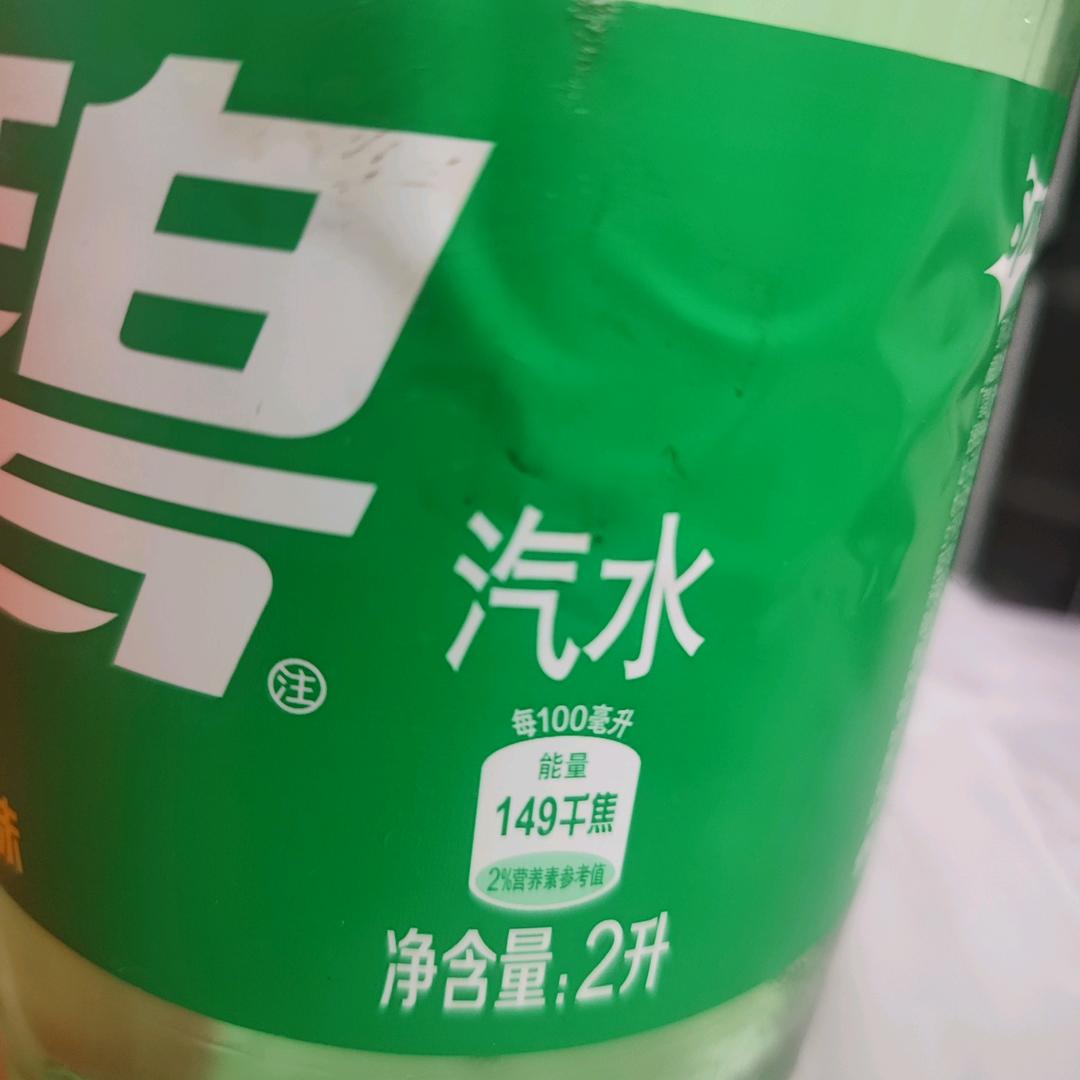 碧
注
汽水
每100毫升
能量
149千焦
2%营养素参考值
味
净含量:2升